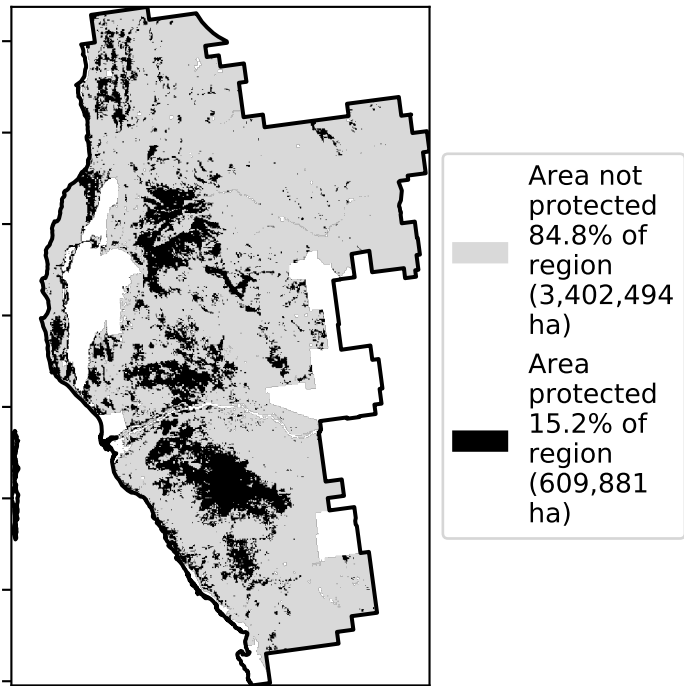 Area not
protected
84.8% of
region
(3,402,494
ha)
Area
protected
15.2% of
region
(609,881
ha)